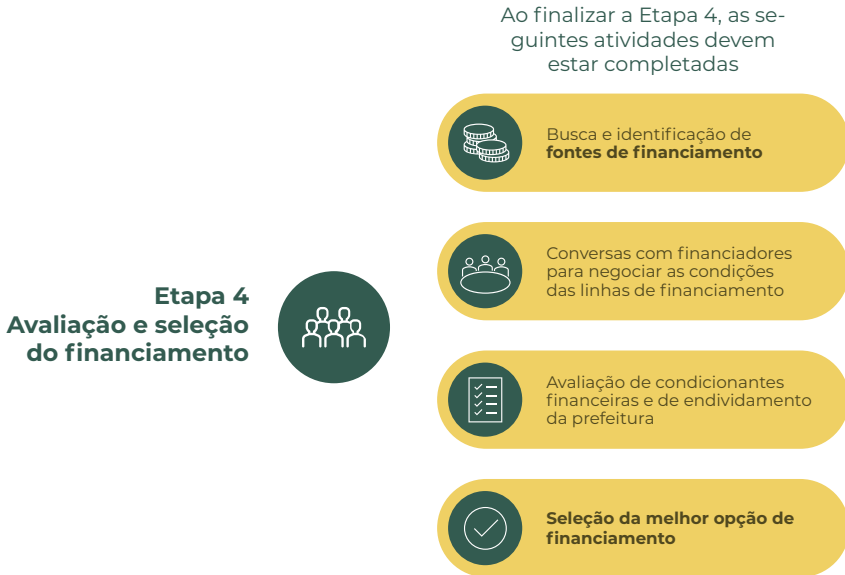 Ao finalizar a Etapa 4, as se-
guintes atividades devem
estar completadas
Etapa 4
Avaliação e seleção
do financiamento
Busca e identificação de
fontes de financiamento
Conversas com financiadores
para negociar as condições
das linhas de financiamento
Avaliação de condicionantes
financeiras e de endividamento
da prefeitura
Seleção da melhor opção de
financiamento